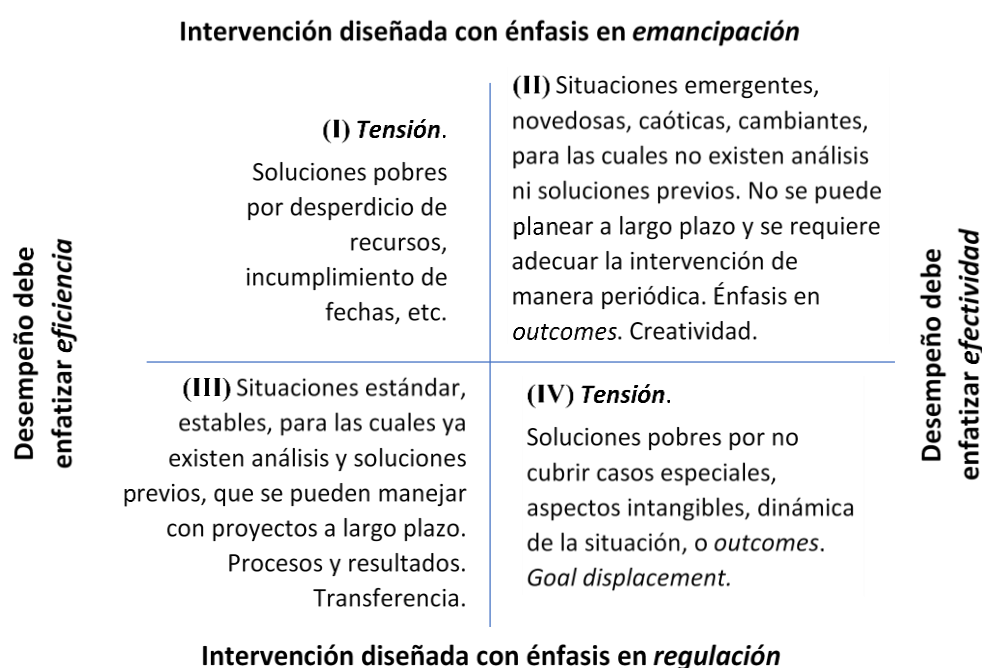 Intervención diseñada con énfasis en emancipación
(I) Tensión.
Soluciones pobres
por desperdicio de
recursos,
incumplimiento de
fechas, etc.
(II) Situaciones emergentes,
novedosas, caóticas, cambiantes,
para las cuales no existen análisis
ni soluciones previos. No se puede
planear a largo plazo y se requiere
adecuar la intervención de
manera periódica. Énfasis en
outcomes. Creatividad.
Desempeño debe
enfatizar eficiencia
Desempeño debe
enfatizar efectividad
(III) Situaciones estándar,
estables, para las cuales ya
existen análisis y soluciones
previos, que se pueden manejar
con proyectos a largo plazo.
Procesos y resultados.
Transferencia.
(IV) Tensión.
Soluciones pobres por no
cubrir casos especiales,
aspectos intangibles, dinámica
de la situación, o outcomes.
Goal displacement.
Intervención diseñada con énfasis en regulación